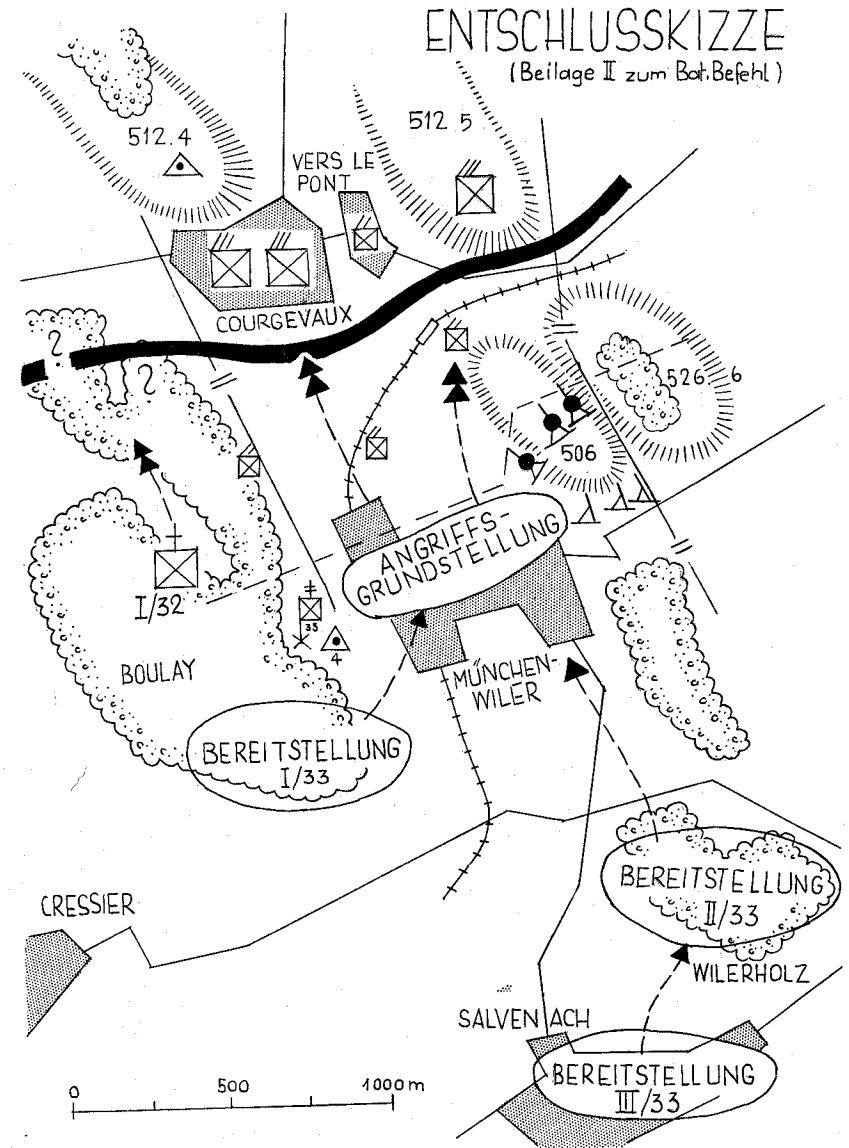 ENTSCHLUSSKIZZE
(Beilage II zum Bat.Befehl)
512.4
512 5
VERS LE
PONT
COURGEVAUX
?
?
526 6
506
ANGRIFFS-
GRUNDSTELLUNG
I/32
33
4
BOULAY
MÜNCHEN-
WILER
BEREITSTELLUNG
I/33
BEREITSTELLUNG
II/33
CRESSIER
WILERHOLZ
SALVENACH
BEREITSTELLUNG
III/33
0 500 1000 m